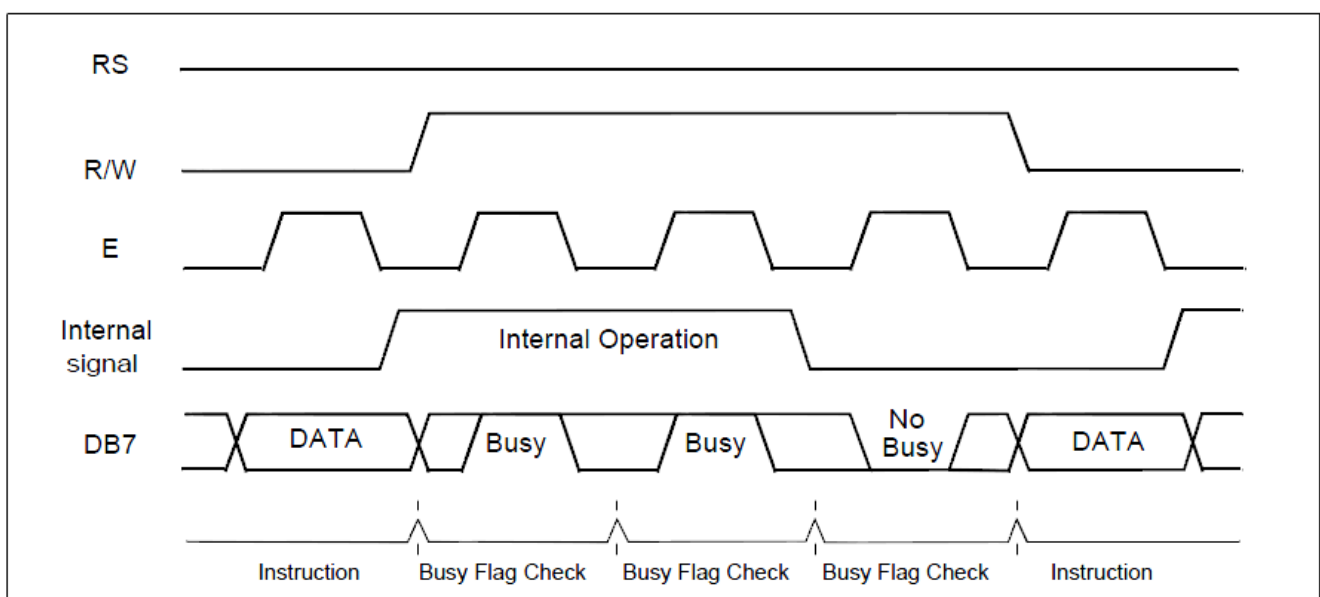 RS
R/W
E
Internal
signal
Internal Operation
DB7
DATA
Busy
Busy
No
Busy
DATA
Instruction
Busy Flag Check
Busy Flag Check
Busy Flag Check
Instruction